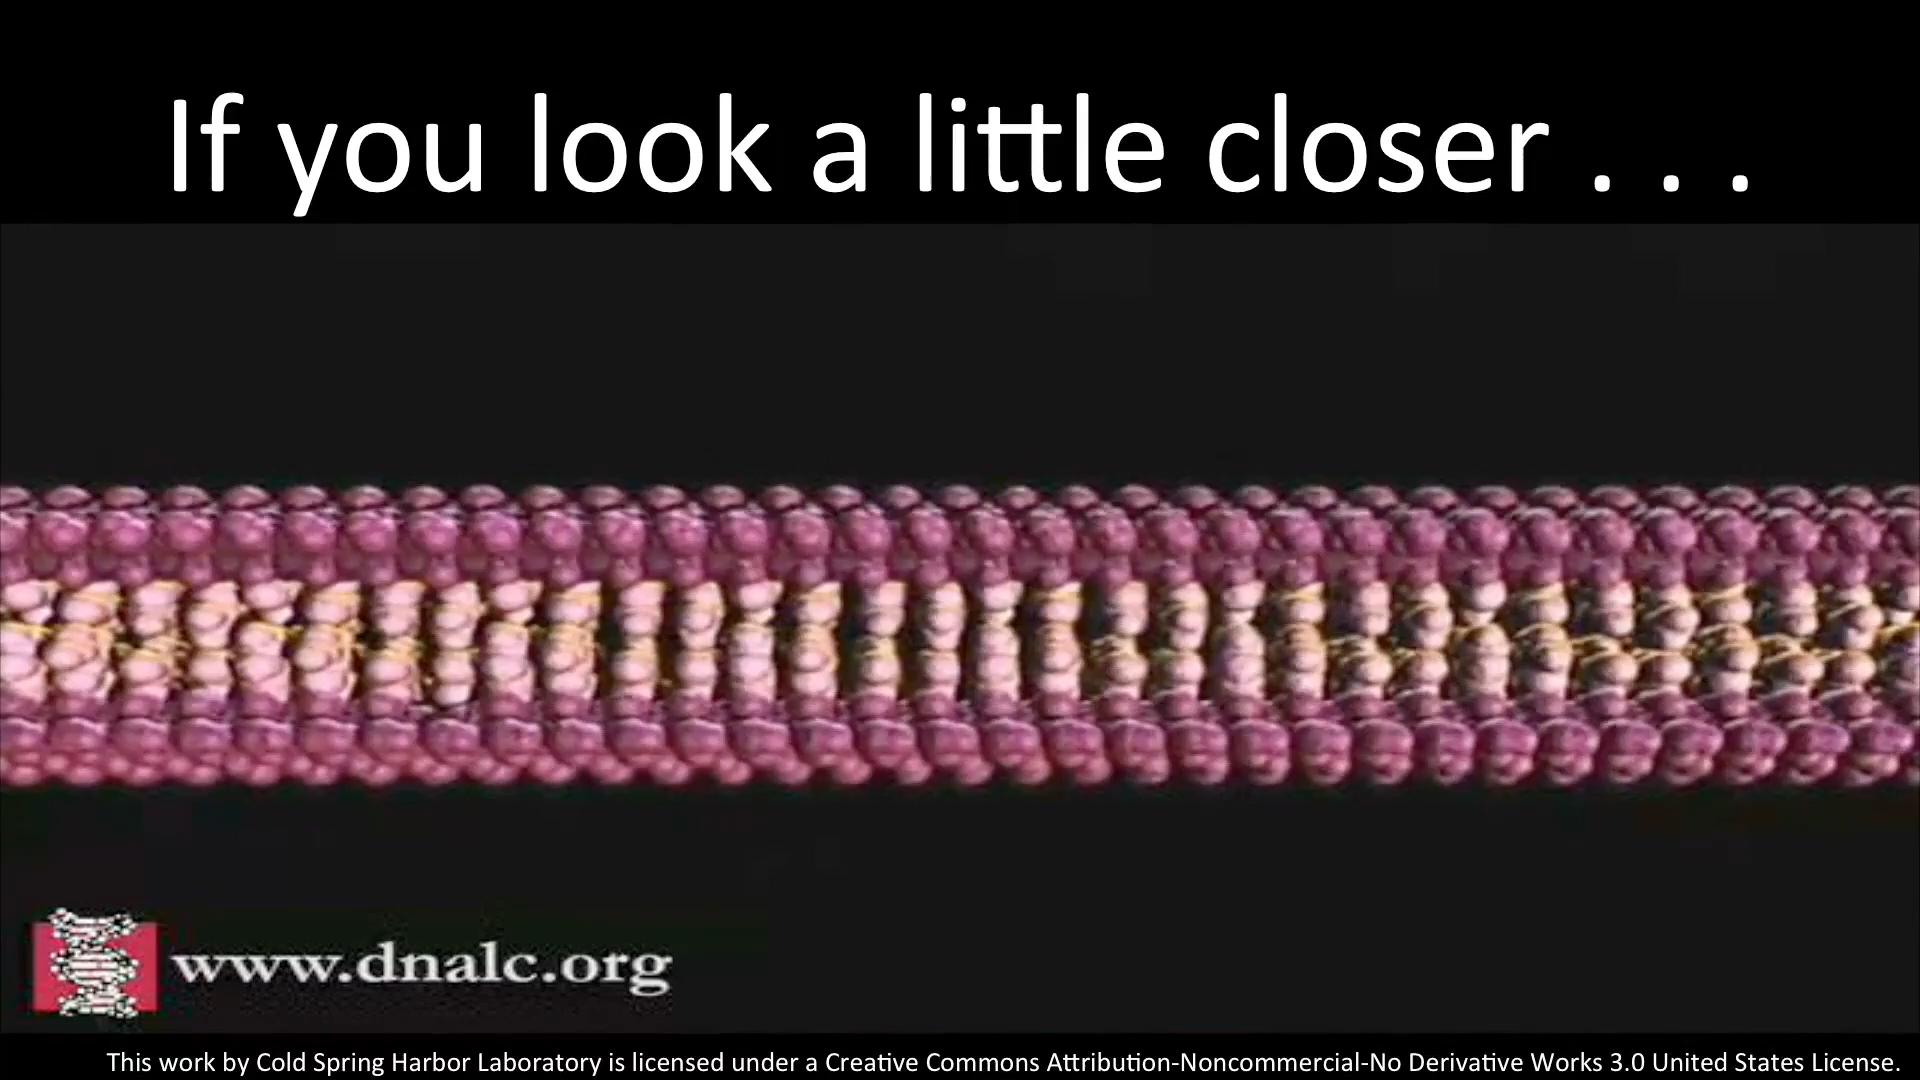 If you look a little closer . . .
www.dnalc.org
This work by Cold Spring Harbor Laboratory is licensed under a Creative Commons Attribution-Noncommercial-No Derivative Works 3.0 United States License.